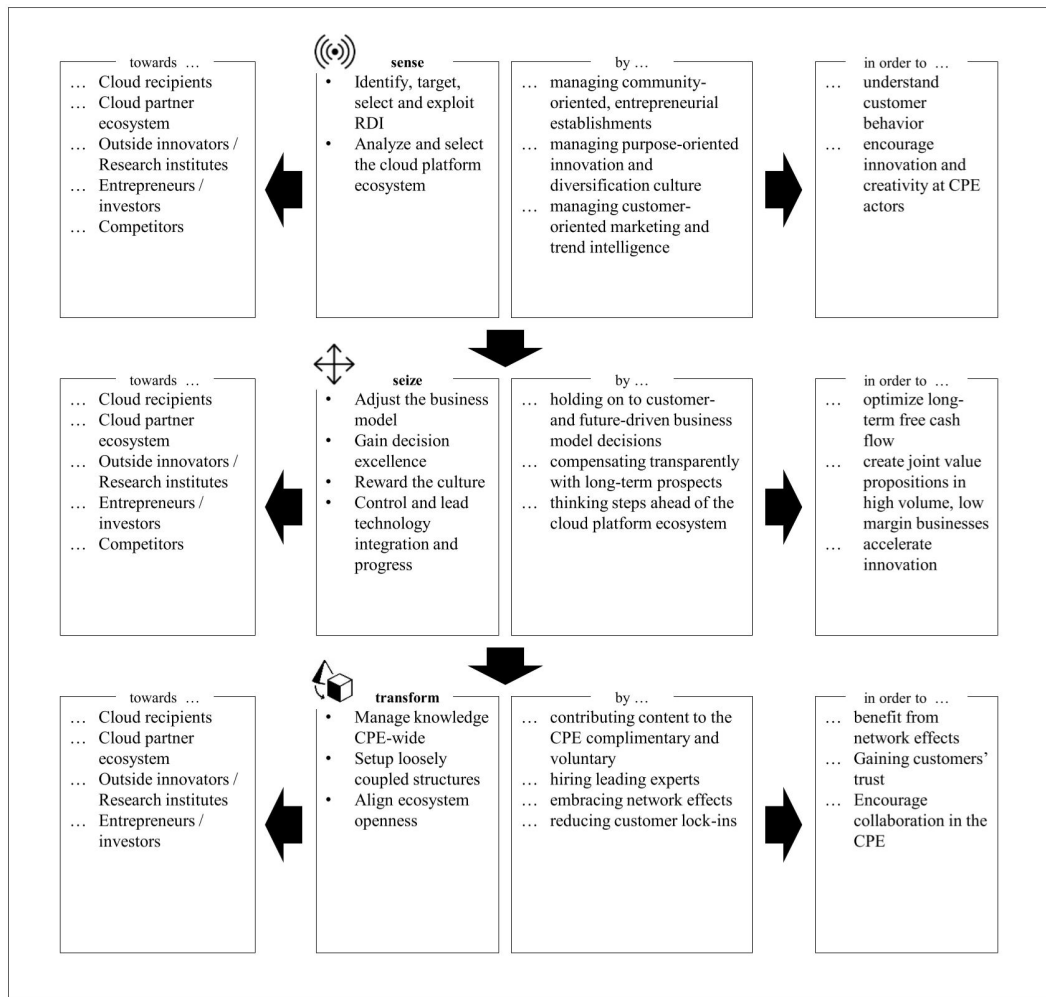 towards …
… Cloud recipients
… Cloud partner
ecosystem
… Outside innovators /
Research institutes
… Entrepreneurs /
investors
… Competitors
sense
• Identify, target,
select and exploit
RDI
• Analyze and select
the cloud platform
ecosystem
by …
… managing community-
oriented, entrepreneurial
establishments
… managing purpose-oriented
innovation and
diversification culture
… managing customer-
oriented marketing and
trend intelligence
in order to …
… understand
customer
behavior
… encourage
innovation and
creativity at CPE
actors
towards …
… Cloud recipients
… Cloud partner
ecosystem
… Outside innovators /
Research institutes
… Entrepreneurs /
investors
… Competitors
seize
• Adjust the business
model
• Gain decision
excellence
• Reward the culture
• Control and lead
technology
integration and
progress
by …
… holding on to customer-
and future-driven business
model decisions
… compensating transparently
with long-term prospects
… thinking steps ahead of the
cloud platform ecosystem
in order to …
… optimize long-
term free cash
flow
… create joint value
propositions in
high volume, low
margin businesses
… accelerate
innovation
towards …
… Cloud recipients
… Cloud partner
ecosystem
… Outside innovators /
Research institutes
… Entrepreneurs /
investors
transform
• Manage knowledge
CPE-wide
• Setup loosely
coupled structures
• Align ecosystem
openness
by …
… contributing content to the
CPE complimentary and
voluntary
… hiring leading experts
… embracing network effects
… reducing customer lock-ins
in order to …
… benefit from
network effects
… Gaining customers’
trust
… Encourage
collaboration in the
CPE